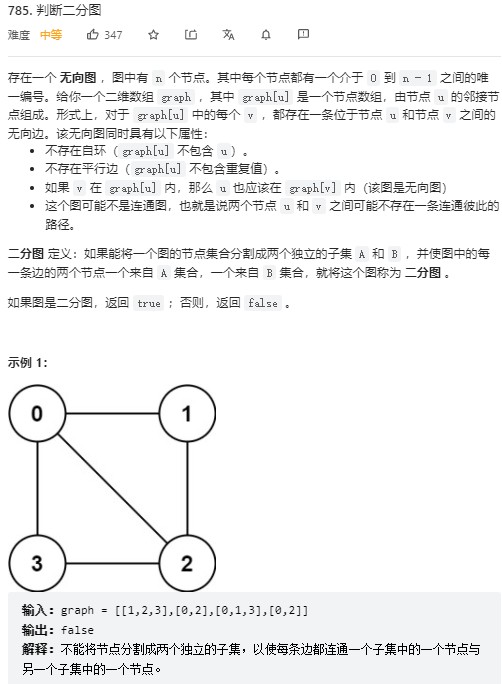 785. 判断二分图
难度 中等 347
存在一个 无向图 ，图中有 n 个节点。其中每个节点都有一个介于 0 到 n - 1 之间的唯
一编号。给你一个二维数组 graph ，其中 graph[u] 是一个节点数组，由节点 u 的邻接节
点组成。形式上，对于 graph[u] 中的每个 v ，都存在一条位于节点 u 和节点 v 之间的
无向边。该无向图同时具有以下属性：
• 不存在自环（ graph[u] 不包含 u ）。
• 不存在平行边（ graph[u] 不包含重复值）。
• 如果 v 在 graph[u] 内，那么 u 也应该在 graph[v] 内（该图是无向图）
• 这个图可能不是连通图，也就是说两个节点 u 和 v 之间可能不存在一条连通彼此的
路径。
二分图 定义：如果能将一个图的节点集合分割成两个独立的子集 A 和 B ，并使图中的每
一条边的两个节点一个来自 A 集合，一个来自 B 集合，就将这个图称为 二分图 。
如果图是二分图，返回 true ；否则，返回 false 。
示例 1：
0 1
3 2
输入：graph = [[1,2,3],[0,2],[0,1,3],[0,2]]
输出：false
解释：不能将节点分割成两个独立的子集，以使每条边都连通一个子集中的一个节点与
另一个子集中的一个节点。